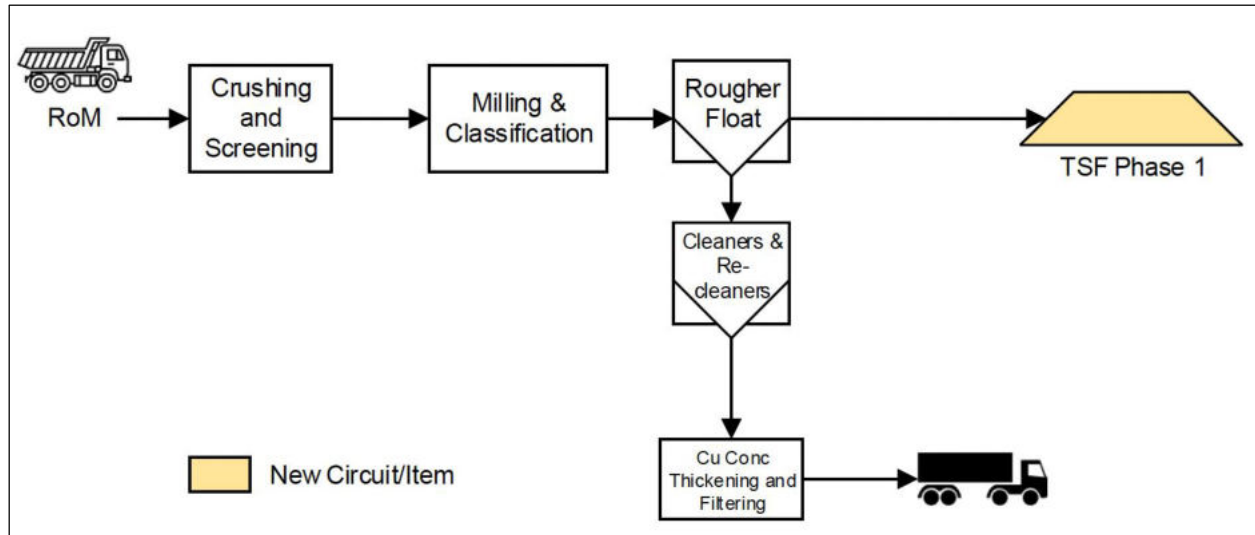 RoM
Crushing
and
Screening
Milling &
Classification
Rougher
Float
TSF Phase 1
Cleaners &
Re-
cleaners
Cu Conc
Thickening and
Filtering
New Circuit/Item